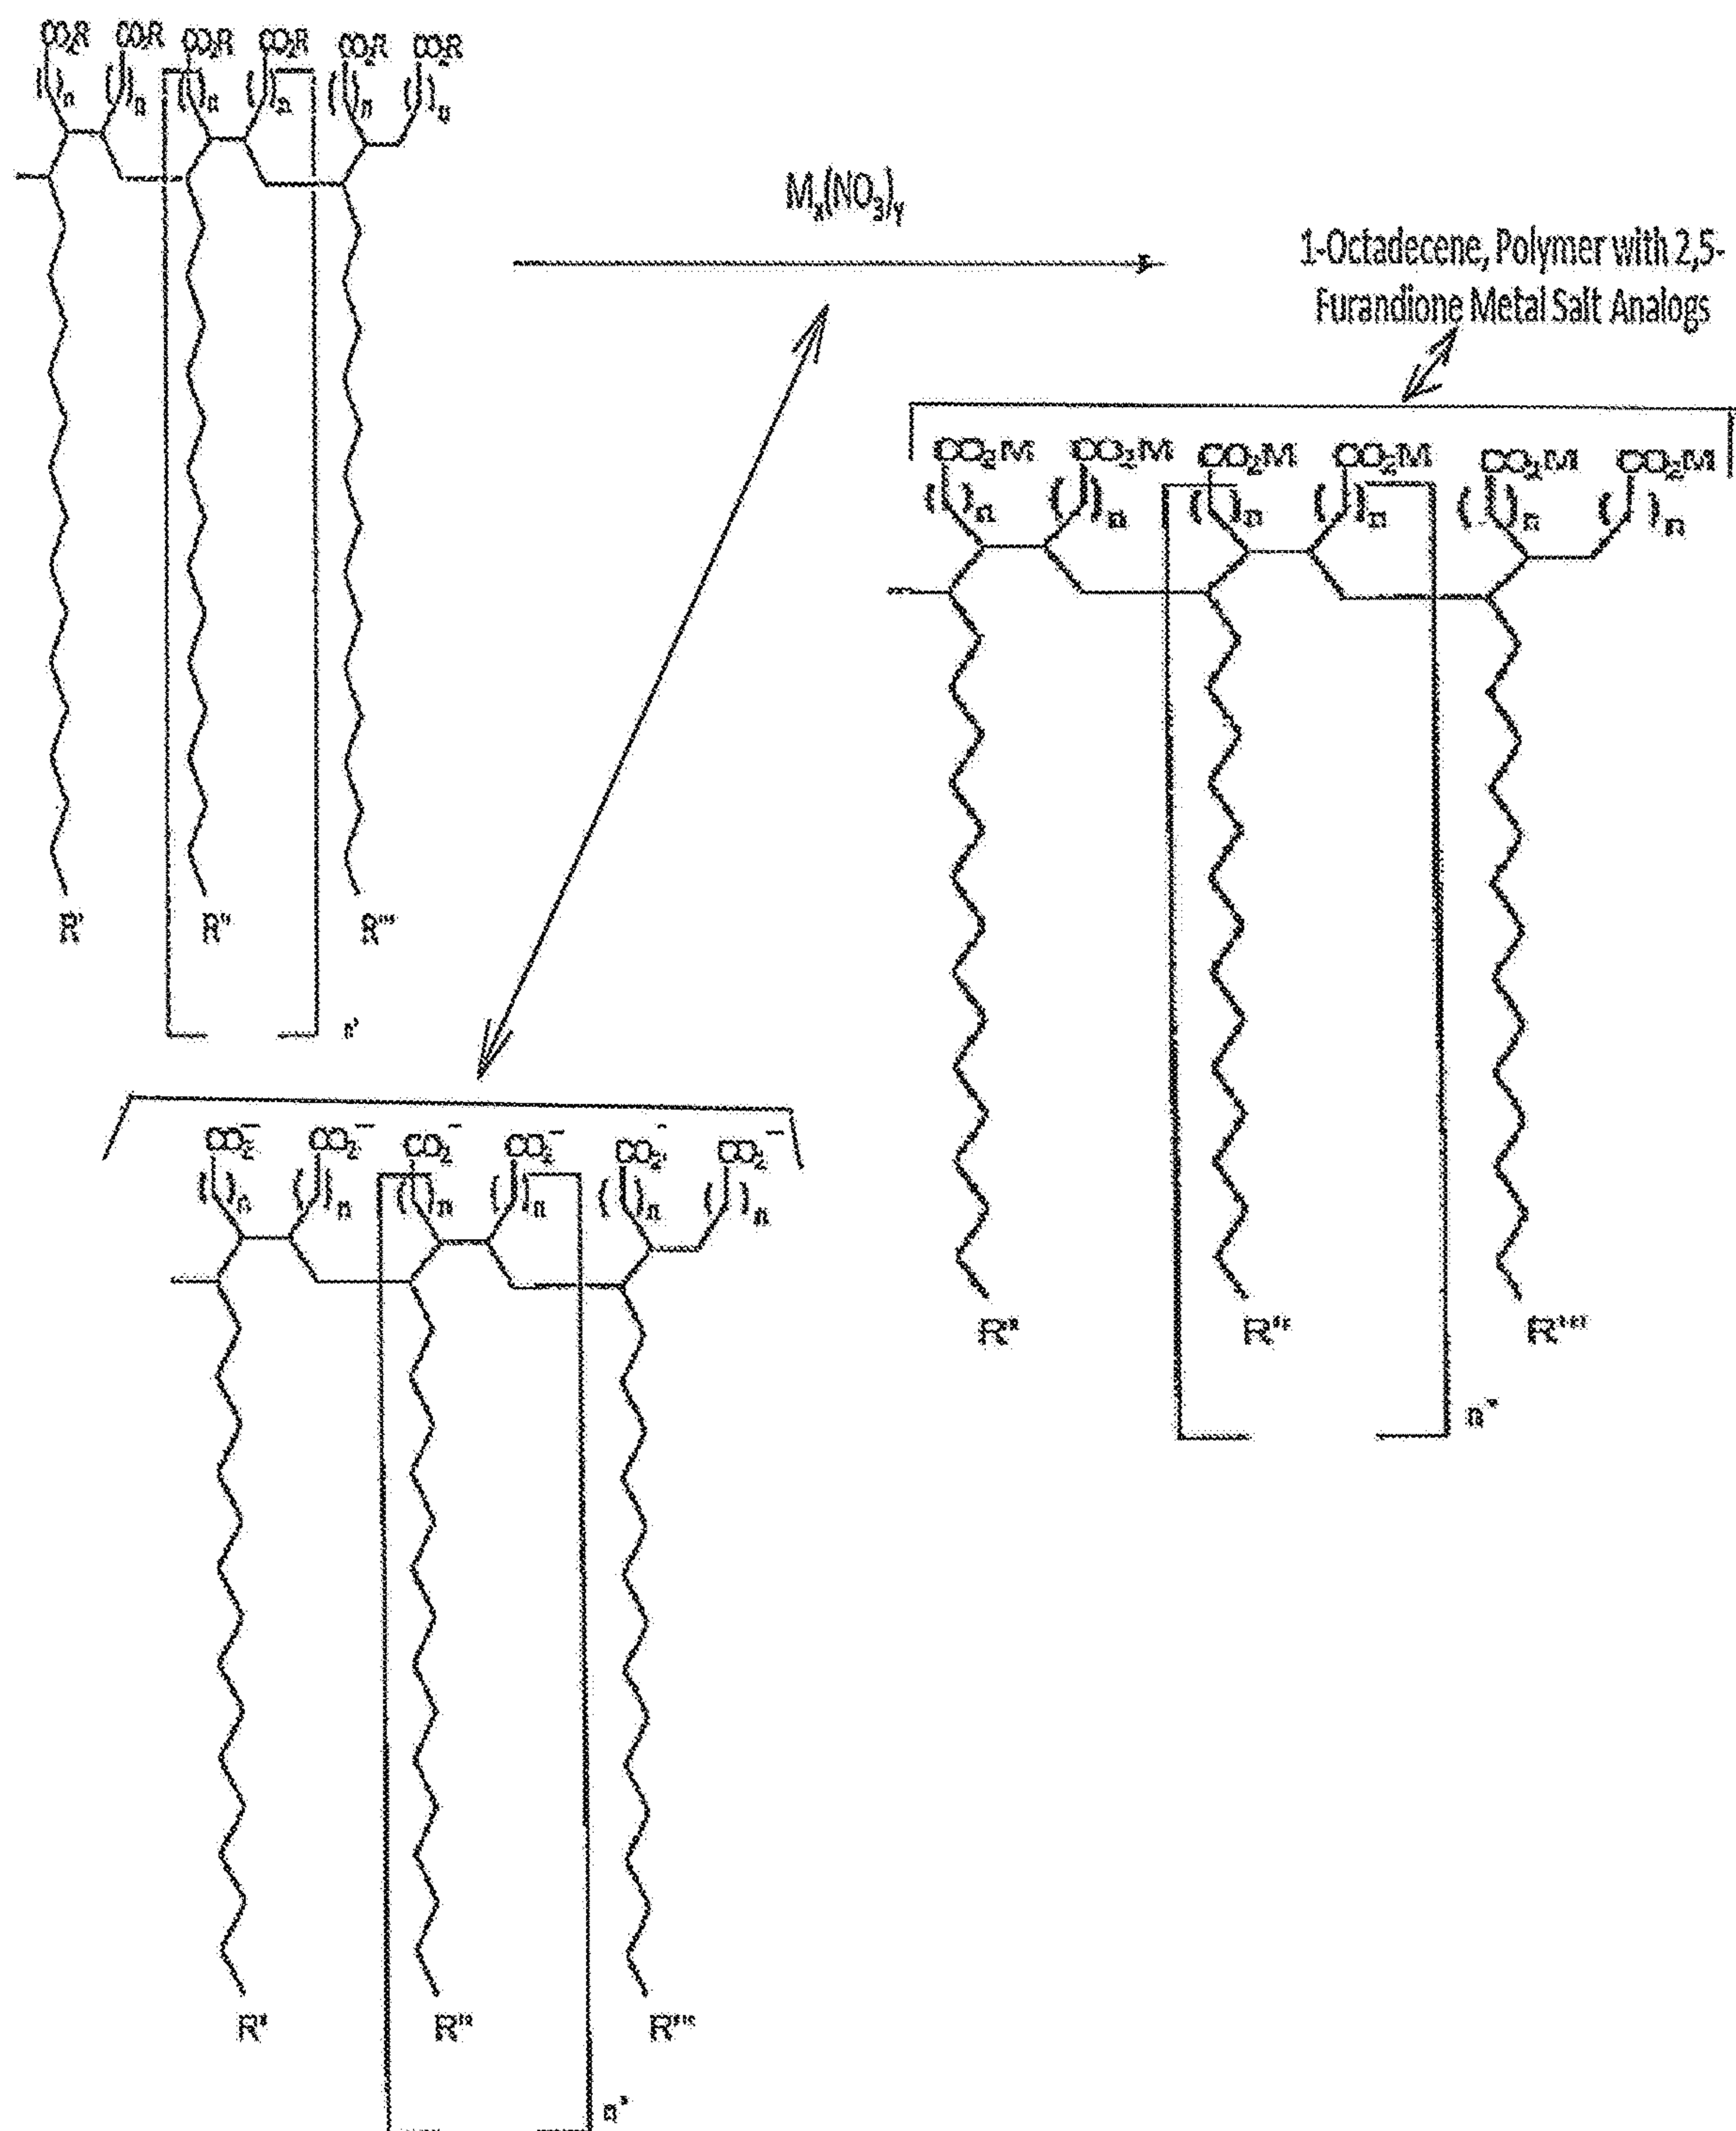 CO₂R CO₂R CO₂R CO₂R CO₂R CO₂R
( )n ( )n ( )n ( )n ( )n ( )n
Mx(NO₃)y
1-Octadecene, Polymer with 2,5-
Furandione Metal Salt Analogs
CO₂M CO₂M CO₂M CO₂M CO₂M CO₂M
( )n ( )n ( )n ( )n ( )n ( )n
R' R" R'"
n'
CO₂⁻ CO₂⁻ CO₂⁻ CO₂⁻ CO₂⁻ CO₂⁻
( )n ( )n ( )n ( )n ( )n ( )n
R" R'"
R' R" R'"